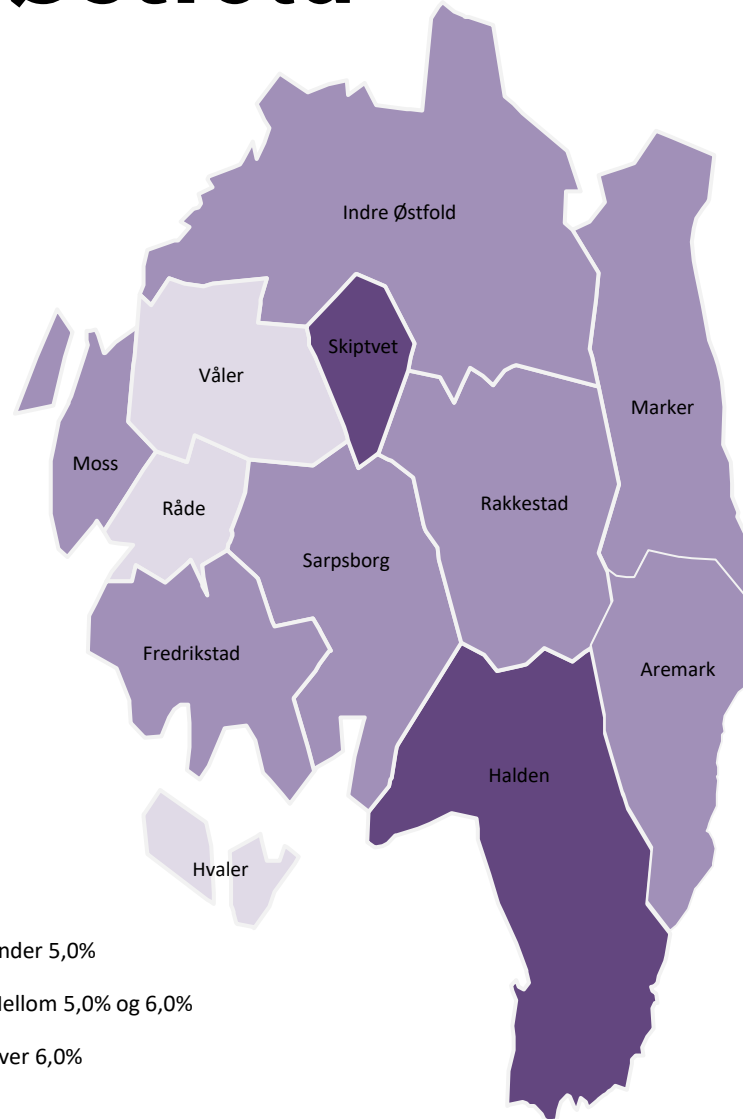 Indre Østfold
Skiptvet
Våler
Marker
Moss
Rakkestad
Råde
Sarpsborg
Fredrikstad
Aremark
Halden
Hvaler
nder 5,0%
ellom 5,0% og 6,0%
ver 6,0%